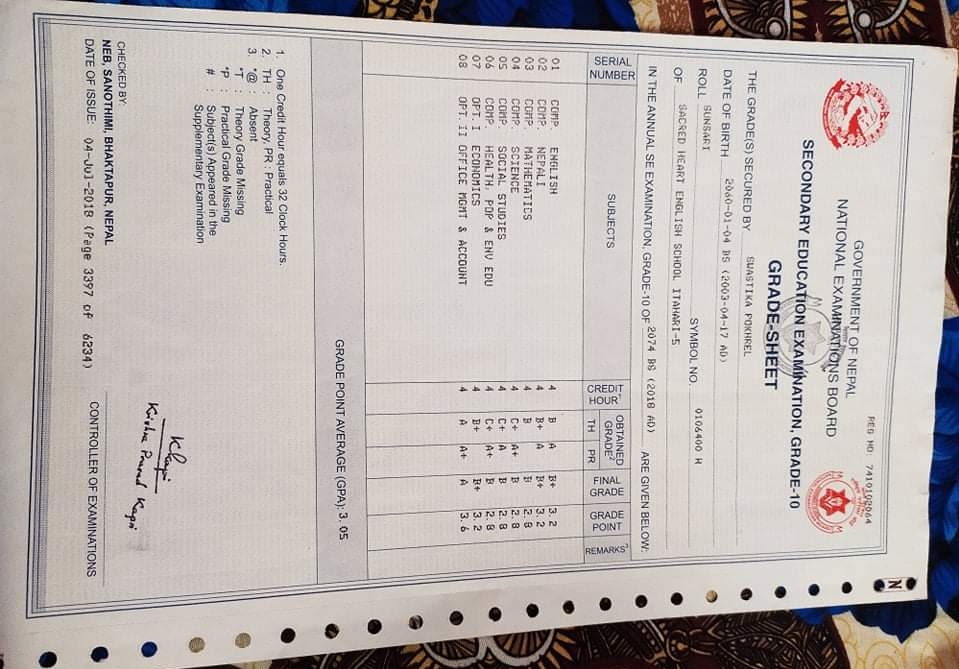 REG NO: 7410102064
GOVERNMENT OF NEPAL
NATIONAL EXAMINATIONS BOARD
SECONDARY EDUCATION EXAMINATION, GRADE-10
GRADE-SHEET
THE GRADE(S) SECURED BY SWASTIKA POKHREL
DATE OF BIRTH 2060-01-04 BS (2003-04-17 AD)
ROLL SUNSARI SYMBOL NO. 0106400 H
OF SACRED HEART ENGLISH SCHOOL ITAHARI-5
IN THE ANNUAL SE EXAMINATION, GRADE-10 OF 2074 BS (2018 AD) ARE GIVEN BELOW:
SERIAL NUMBER SUBJECTS CREDIT HOUR¹ OBTAINED GRADE² TH PR FINAL GRADE GRADE POINT REMARKS³
01 COMP. ENGLISH 4 B A B+ 3.2
02 COMP. NEPALI 4 B+ A B+ 3.2
03 COMP. MATHEMATICS 4 B B 2.8
04 COMP. SCIENCE 4 C+ A+ B 2.8
05 COMP. SOCIAL STUDIES 4 C+ A B 2.8
06 COMP. HEALTH, POP & ENV EDU 4 C+ A+ B 2.8
07 OPT. I ECONOMICS 4 B+ B+ 3.2
08 OPT. II OFFICE MGMT & ACCOUNT 4 A A+ A 3.6
GRADE POINT AVERAGE (GPA): 3.05
1. One Credit Hour equals 32 Clock Hours.
2. TH : Theory, PR : Practical
3. *@ : Absent
*T : Theory Grade Missing
*P : Practical Grade Missing
# : Subject(s) Appeared in the
Supplementary Examination
CHECKED BY:
NEB, SANOTHIMI, BHAKTAPUR, NEPAL
DATE OF ISSUE: 04-Jul-2018 (Page 3397 of 6234)
CONTROLLER OF EXAMINATIONS
N